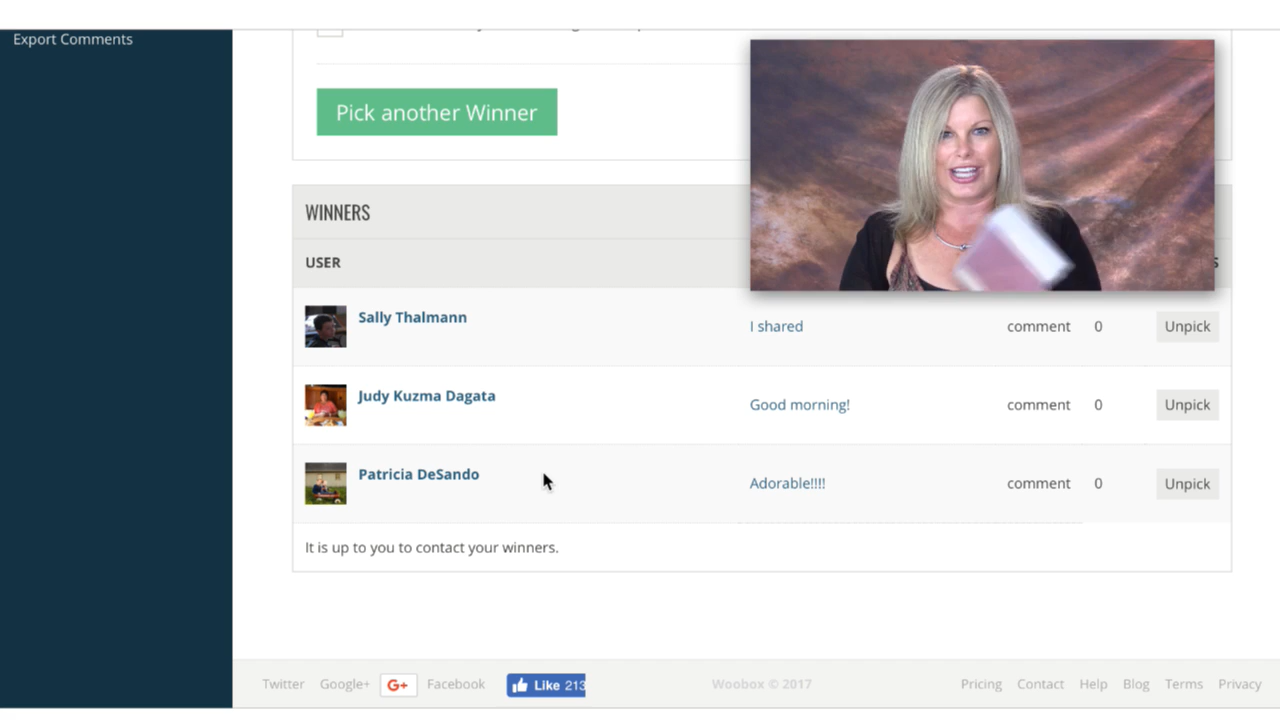 Export Comments
Pick another Winner
WINNERS
USER
Sally Thalmann I shared comment 0 Unpick
Judy Kuzma Dagata Good morning! comment 0 Unpick
Patricia DeSando Adorable!!!! comment 0 Unpick
It is up to you to contact your winners.
Twitter Google+ G+ Facebook Like 213 Woobox © 2017 Pricing Contact Help Blog Terms Privacy